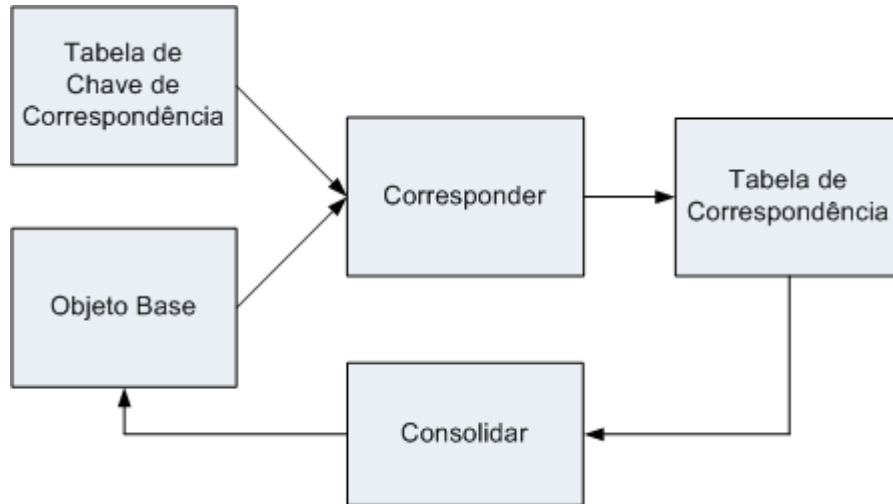 Tabela de
Chave de
Correspondência
Corresponder
Tabela de
Correspondência
Objeto Base
Consolidar